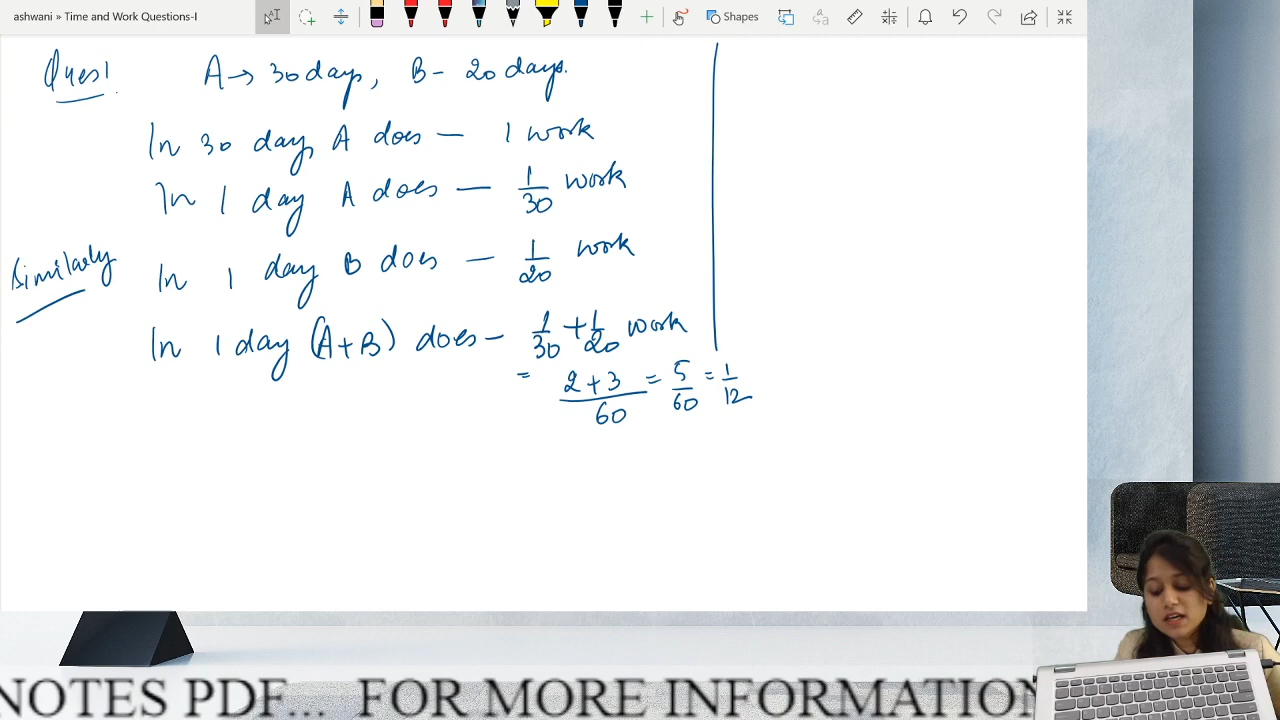 ashwani » Time and Work Questions-I
Shapes
Ques1. A → 30 days, B - 20 days.
In 30 days A does — 1 work
In 1 day A does — 1/30 work
Similarly In 1 day B does — 1/20 work
In 1 day (A+B) does — 1/30 + 1/20 work
= 2+3/60 = 5/60 = 1/12
NOTES PDF... FOR MORE INFORMATION